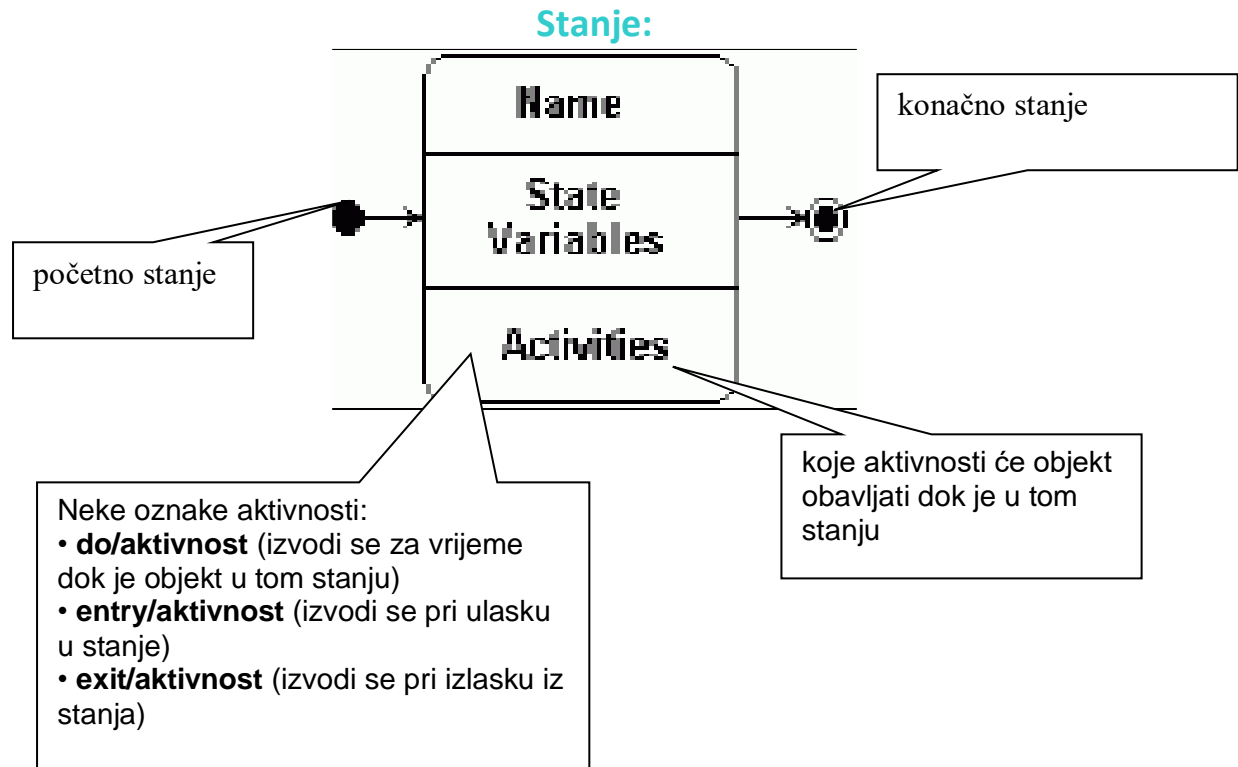 Stanje:
Name
konačno stanje
State
Variables
početno stanje
Activities
koje aktivnosti će objekt
obavljati dok je u tom
stanju
Neke oznake aktivnosti:
• do/aktivnost (izvodi se za vrijeme
dok je objekt u tom stanju)
• entry/aktivnost (izvodi se pri ulasku
u stanje)
• exit/aktivnost (izvodi se pri izlasku iz
stanja)